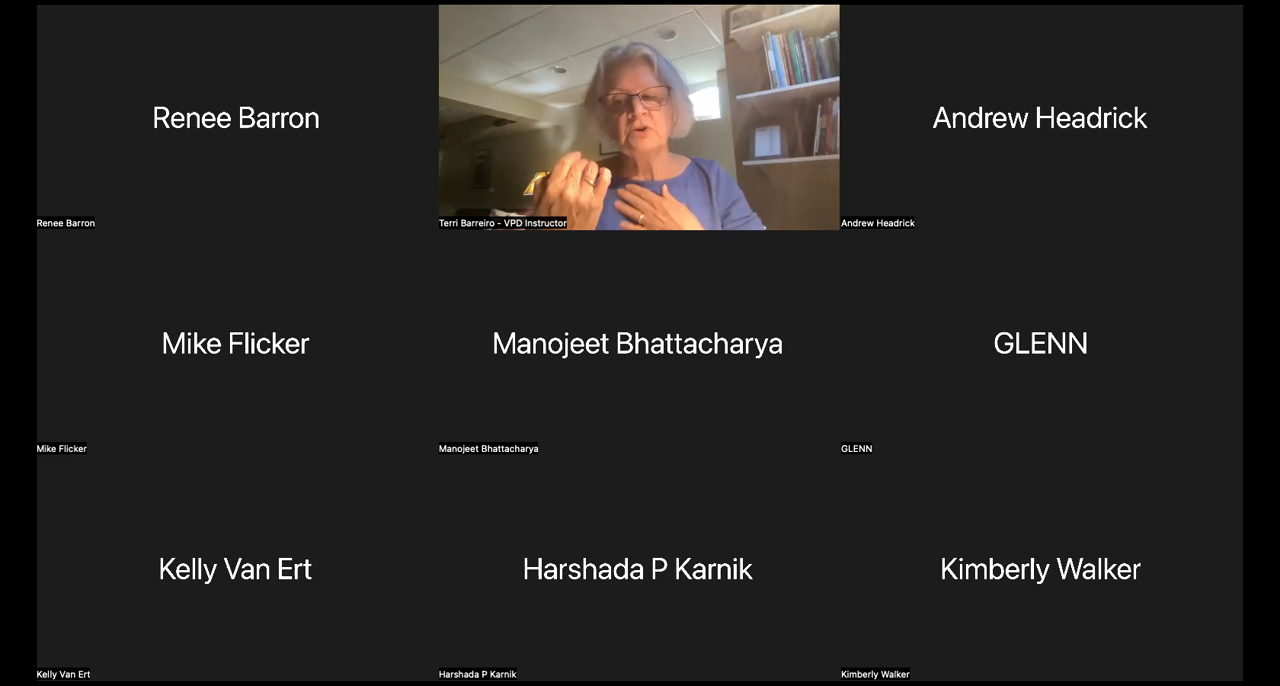 Renee Barron
Renee Barron
Terri Barreiro - VPD Instructor
Andrew Headrick
Andrew Headrick
Mike Flicker
Mike Flicker
Manojeet Bhattacharya
Manojeet Bhattacharya
GLENN
GLENN
Kelly Van Ert
Kelly Van Ert
Harshada P Karnik
Harshada P Karnik
Kimberly Walker
Kimberly Walker